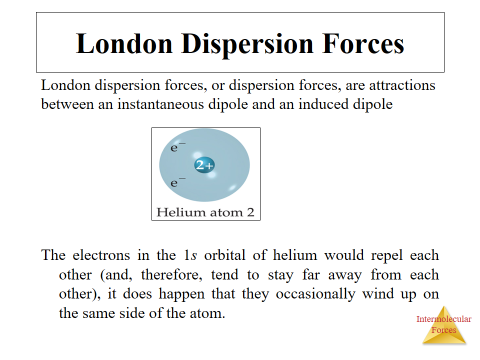 London Dispersion Forces
London dispersion forces, or dispersion forces, are attractions
between an instantaneous dipole and an induced dipole
e⁻
2+
e⁻
Helium atom 2
The electrons in the 1s orbital of helium would repel each
other (and, therefore, tend to stay far away from each
other), it does happen that they occasionally wind up on
the same side of the atom.
Intermolecular
Forces